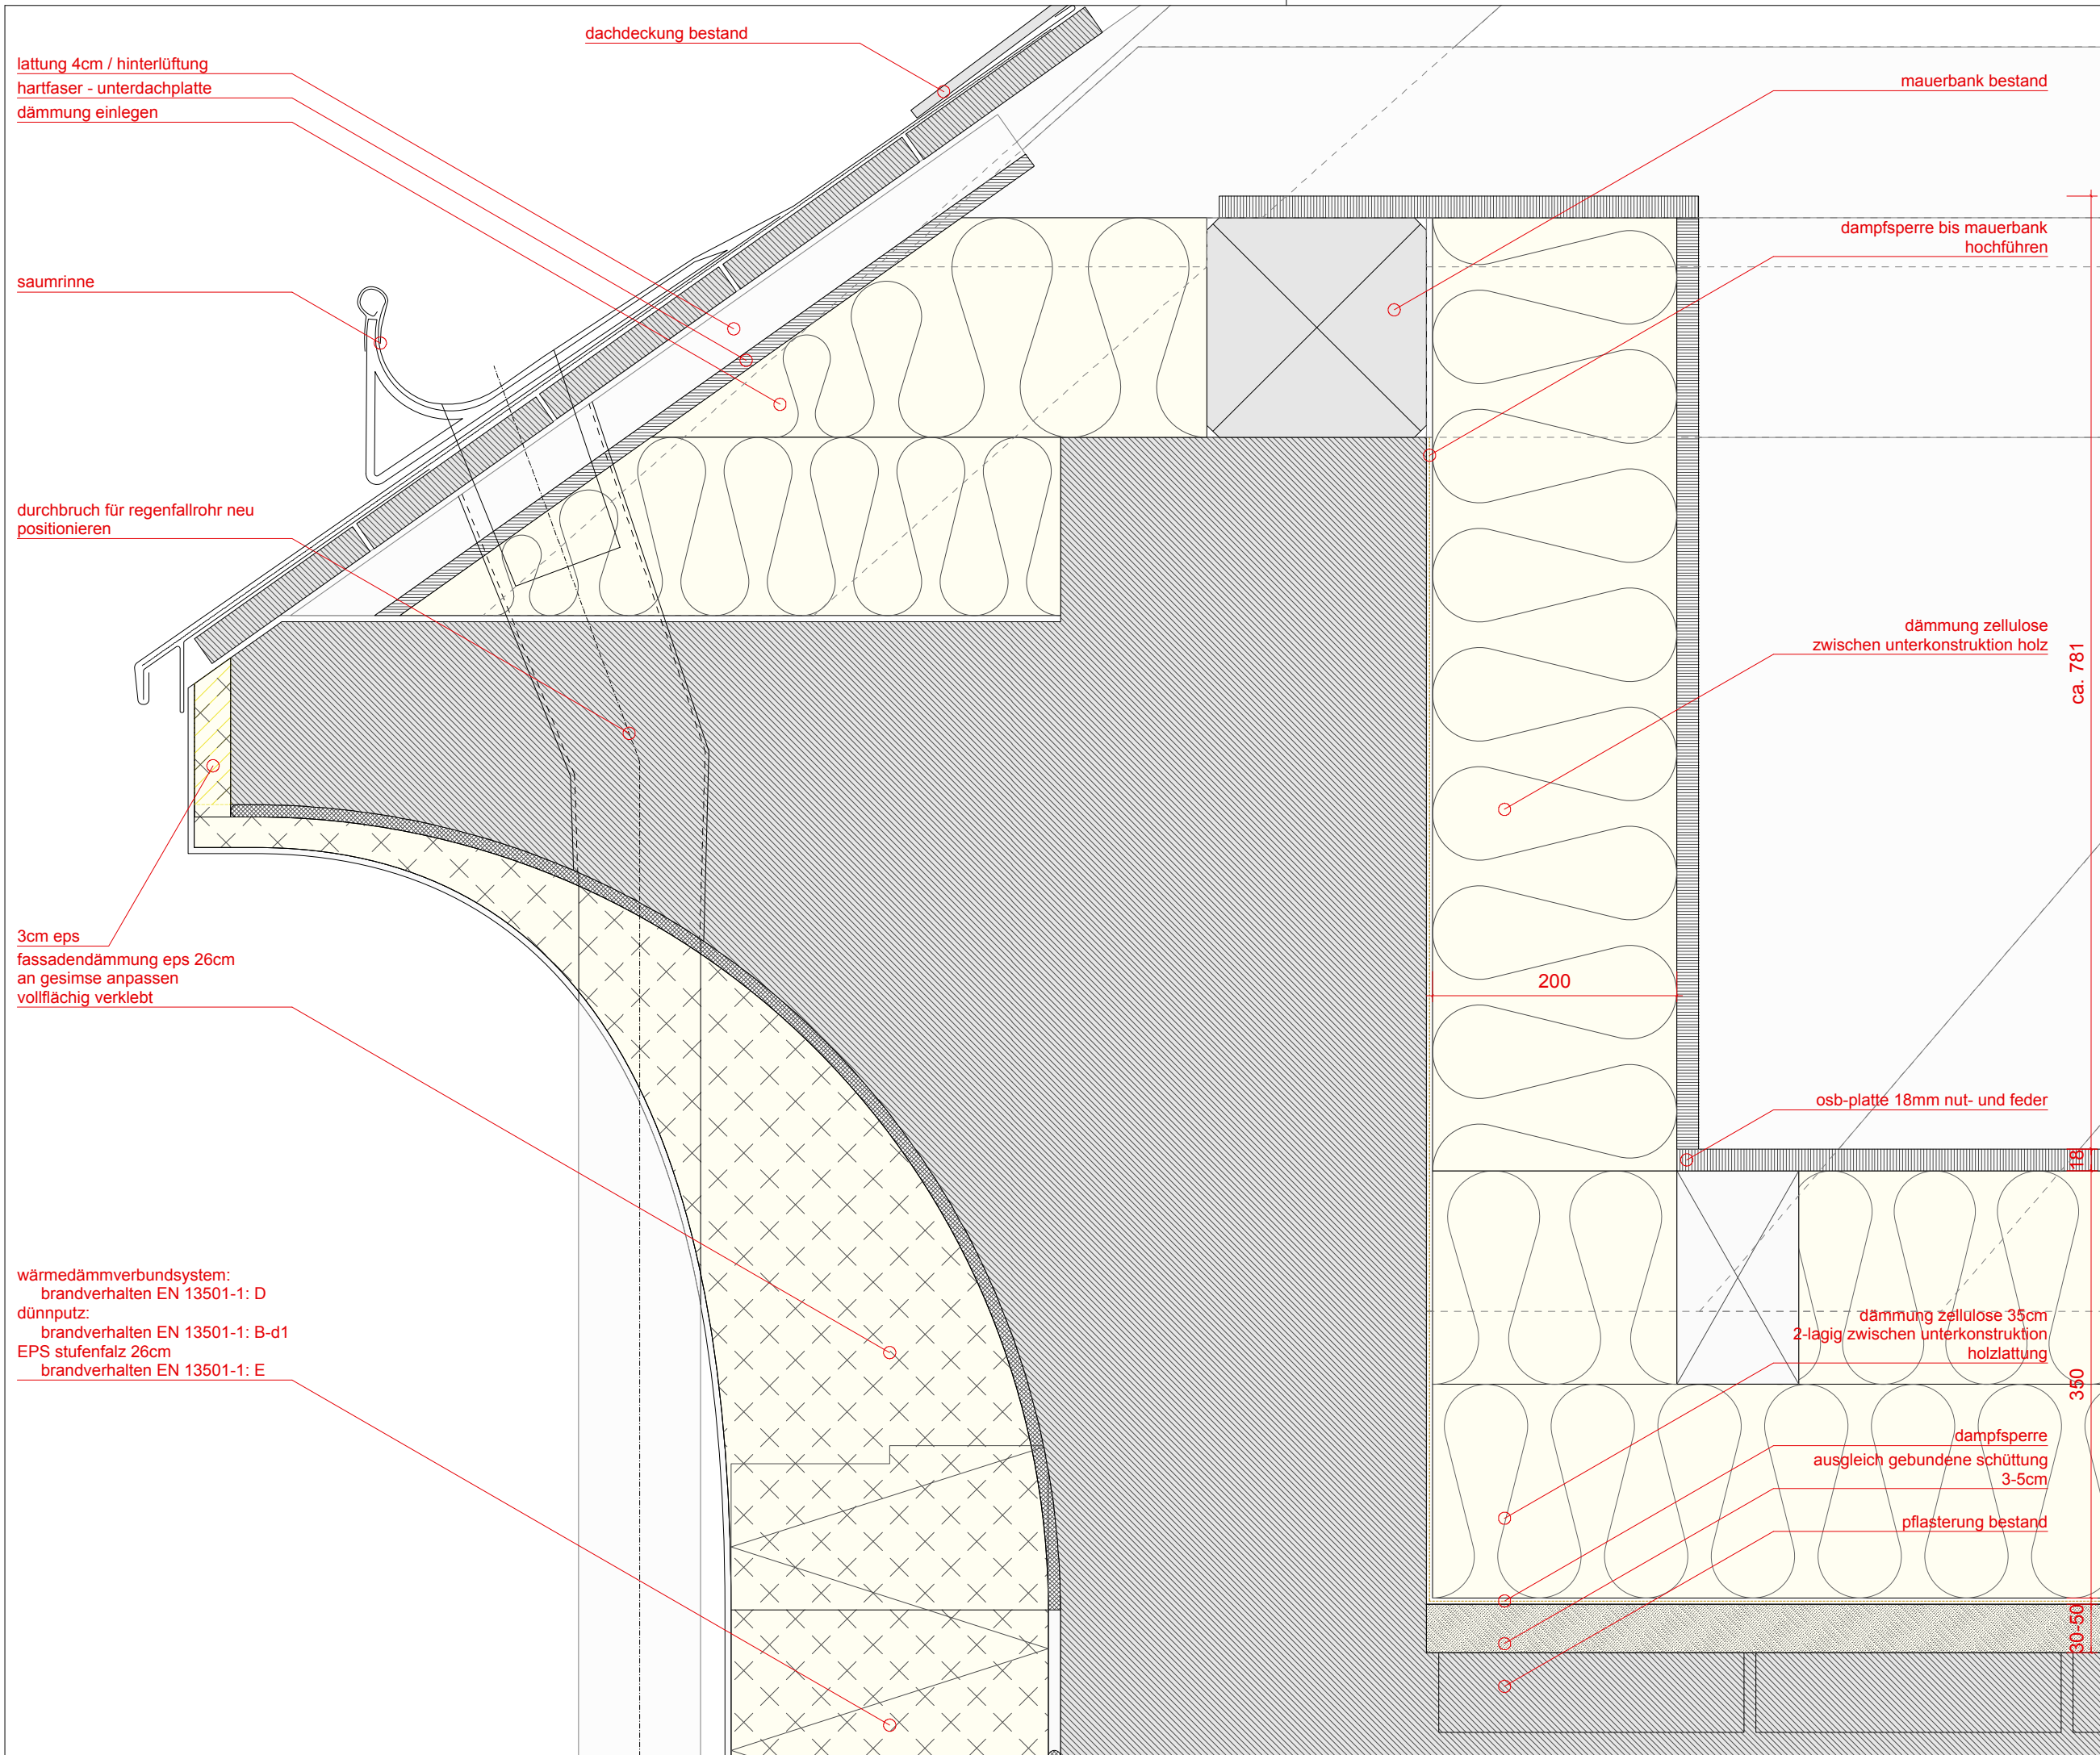 dachdeckung bestand
lattung 4cm / hinterlüftung
hartfaser - unterdachplatte
dämmung einlegen
saumrinne
durchbruch für regenfallrohr neu
positionieren
3cm eps
fassadendämmung eps 26cm
an gesimse anpassen
vollflächig verklebt
wärmedämmverbundsystem:
brandverhalten EN 13501-1: D
dünnputz:
brandverhalten EN 13501-1: B-d1
EPS stufenfalz 26cm
brandverhalten EN 13501-1: E
mauerbank bestand
dampfsperre bis mauerbank
hochführen
dämmung zellulose
zwischen unterkonstruktion holz
ca. 781
200
osb-platte 18mm nut- und feder
18
dämmung zellulose 35cm
2-lagig zwischen unterkonstruktion
holzlattung
350
dampfsperre
ausgleich gebundene schüttung
3-5cm
pflasterung bestand
30-50